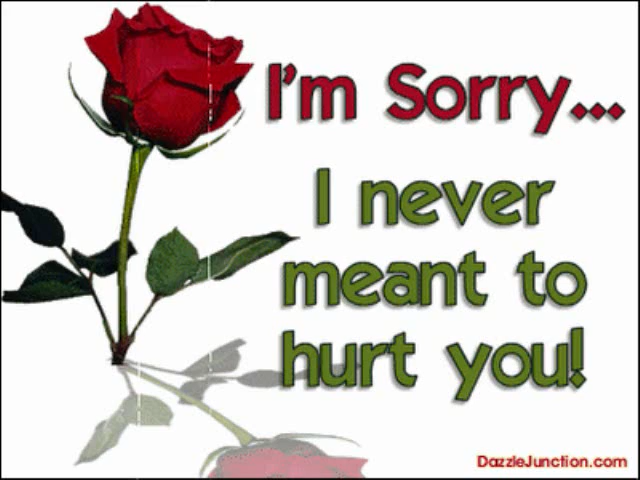 I'm Sorry...
I never
meant to
hurt you!
DazzleJunction.com